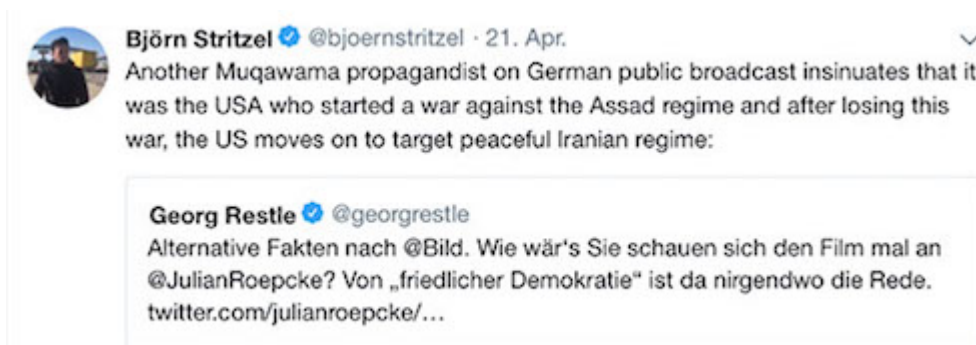 Björn Stritzel @bjoernstritzel · 21. Apr.
Another Muqawama propagandist on German public broadcast insinuates that it
was the USA who started a war against the Assad regime and after losing this
war, the US moves on to target peaceful Iranian regime:
Georg Restle @georgrestle
Alternative Fakten nach @Bild. Wie wär's Sie schauen sich den Film mal an
@JulianRoepcke? Von „friedlicher Demokratie“ ist da nirgendwo die Rede.
twitter.com/julianroepcke/…